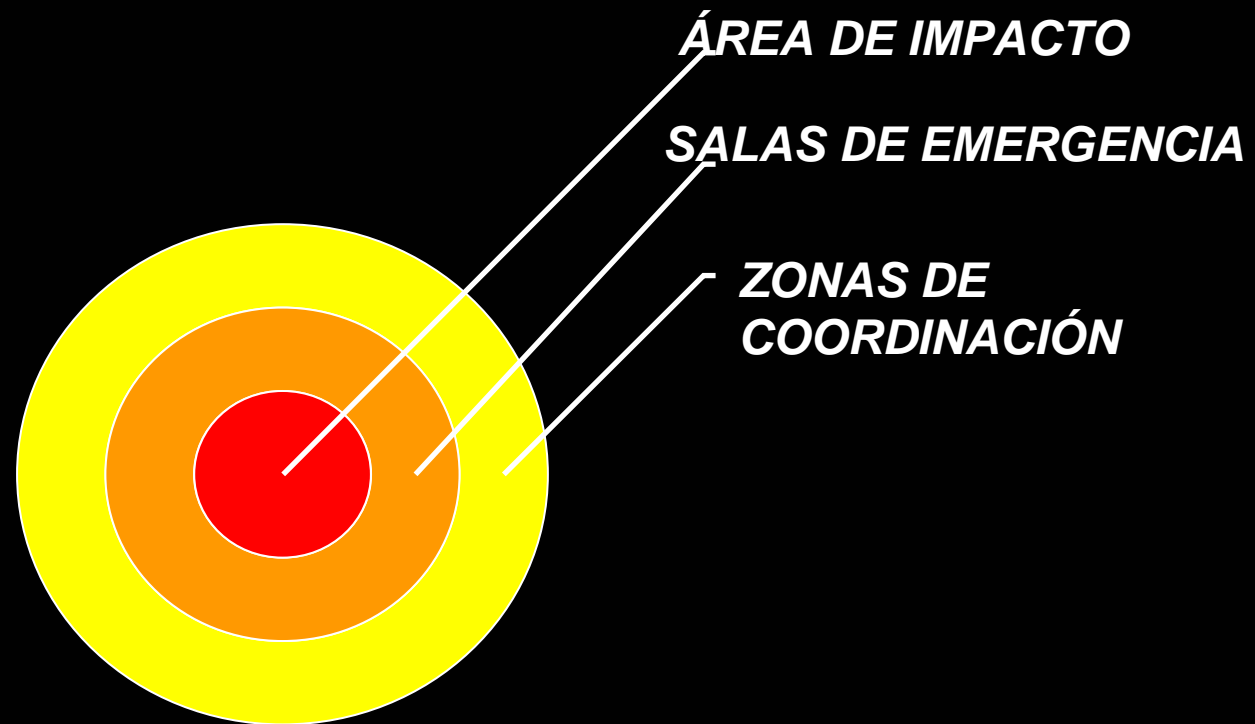 ÁREA DE IMPACTO
SALAS DE EMERGENCIA
ZONAS DE
COORDINACIÓN